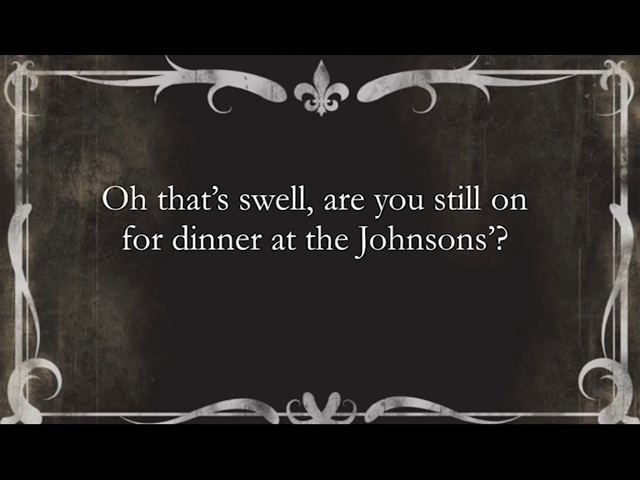 Oh that’s swell, are you still on
for dinner at the Johnsons’?